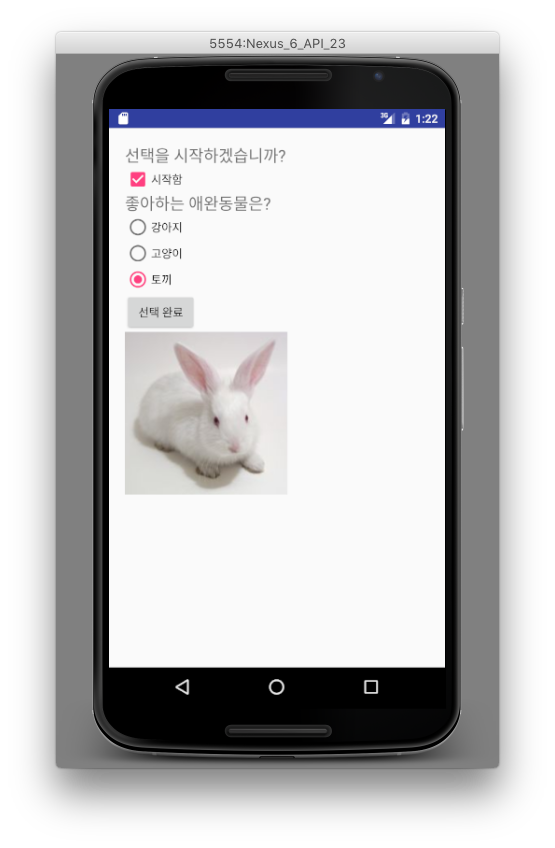 5554:Nexus_6_API_23
3G 1:22
선택을 시작하겠습니까?
시작함
좋아하는 애완동물은?
강아지
고양이
토끼
선택 완료